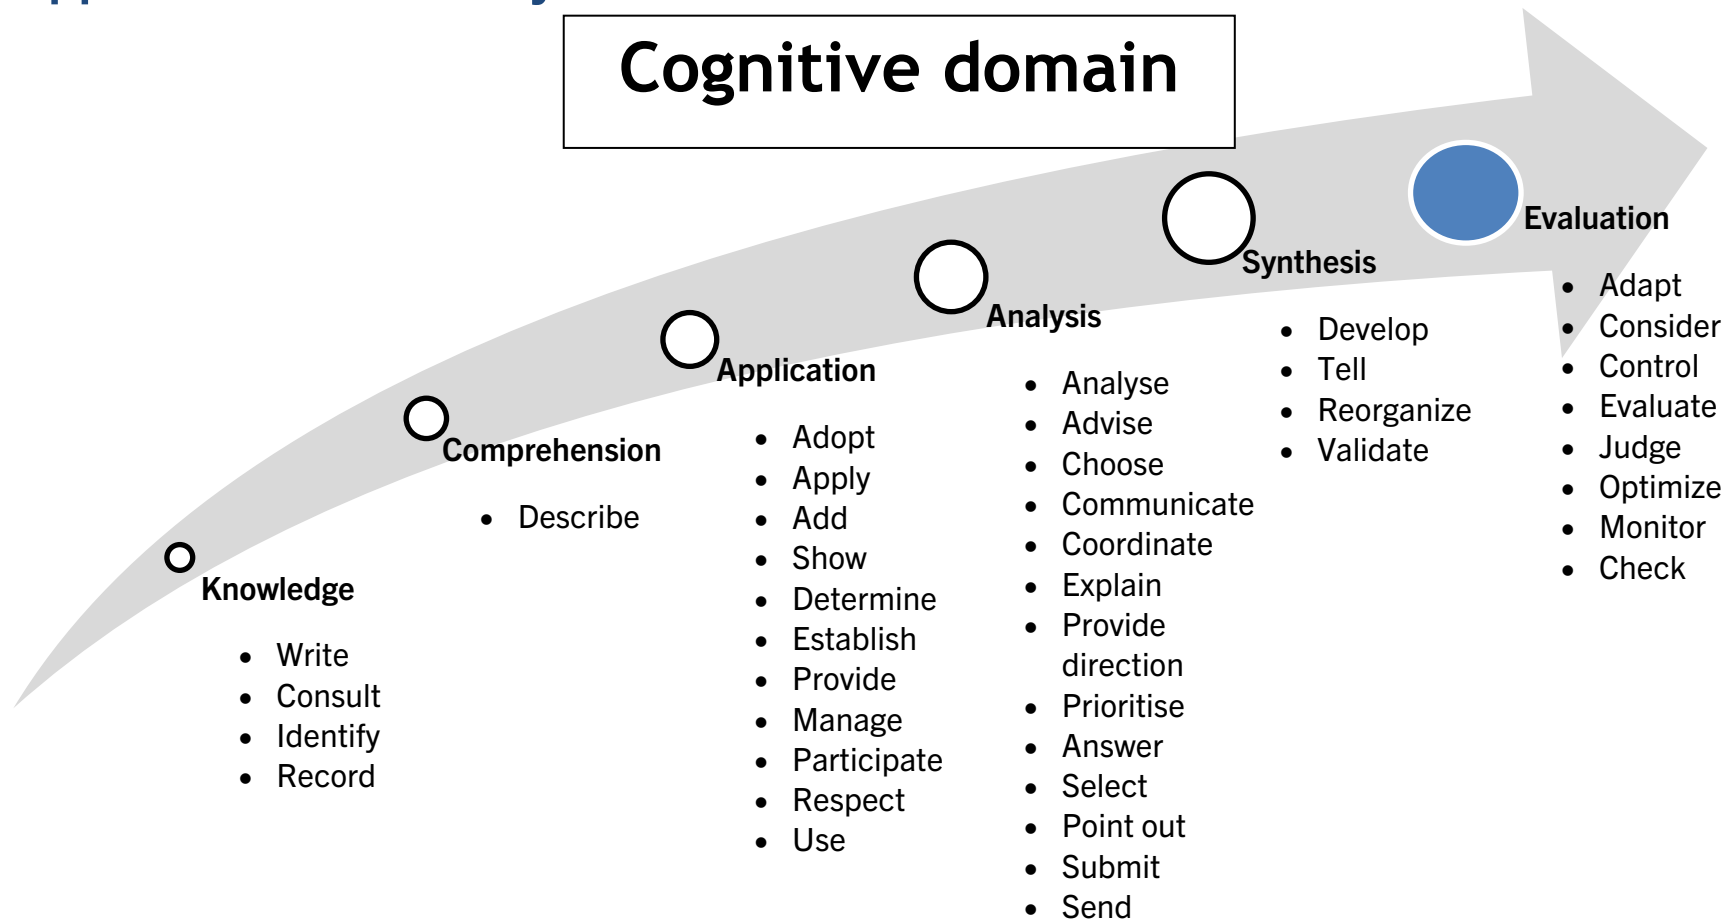 Cognitive domain
Knowledge
Write
Consult
Identify
Record
Comprehension
Describe
Application
Adopt
Apply
Add
Show
Determine
Establish
Provide
Manage
Participate
Respect
Use
Analysis
Analyse
Advise
Choose
Communicate
Coordinate
Explain
Provide
direction
Prioritise
Answer
Select
Point out
Submit
Send
Synthesis
Develop
Tell
Reorganize
Validate
Evaluation
Adapt
Consider
Control
Evaluate
Judge
Optimize
Monitor
Check